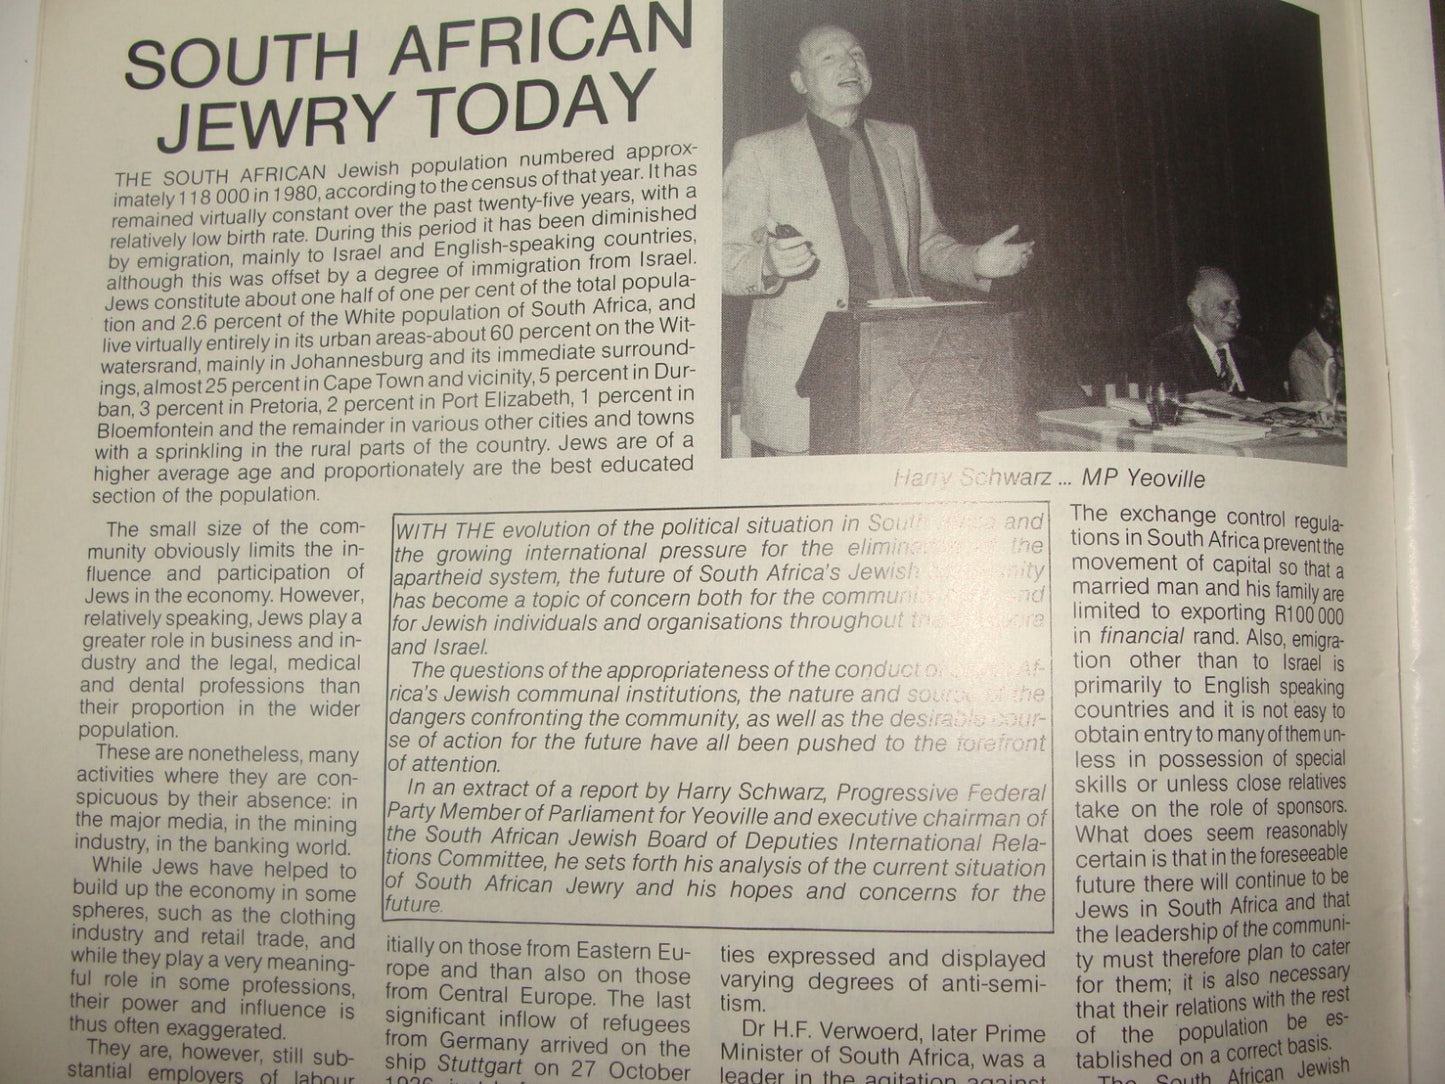 SOUTH AFRICAN
JEWRY TODAY
THE SOUTH AFRICAN Jewish population numbered approx-
imately 118 000 in 1980, according to the census of that year. It has
remained virtually constant over the past twenty-five years, with a
relatively low birth rate. During this period it has been diminished
by emigration, mainly to Israel and English-speaking countries,
although this was offset by a degree of immigration from Israel.
Jews constitute about one half of one per cent of the total popula-
tion and 2.6 percent of the White population of South Africa, and
live virtually entirely in its urban areas-about 60 percent on the Wit-
watersrand, mainly in Johannesburg and its immediate surround-
ings, almost 25 percent in Cape Town and vicinity, 5 percent in Dur-
ban, 3 percent in Pretoria, 2 percent in Port Elizabeth, 1 percent in
Bloemfontein and the remainder in various other cities and towns
with a sprinkling in the rural parts of the country. Jews are of a
higher average age and proportionately are the best educated
section of the population.
Harry Schwarz ... MP Yeoville
The small size of the com-
munity obviously limits the in-
fluence and participation of
Jews in the economy. However,
relatively speaking, Jews play a
greater role in business and in-
dustry and the legal, medical
and dental professions than
their proportion in the wider
population.
These are nonetheless, many
activities where they are con-
spicuous by their absence: in
the major media, in the mining
industry, in the banking world.
While Jews have helped to
build up the economy in some
spheres, such as the clothing
industry and retail trade, and
while they play a very meaning-
ful role in some professions,
their power and influence is
thus often exaggerated.
They are, however, still sub-
stantial employers of labour
WITH THE evolution of the political situation in South and
the growing international pressure for the the
apartheid system, the future of South Africa's Jewish
has become a topic of concern both for the and
for Jewish individuals and organisations throughout
and Israel.
The questions of the appropriateness of the conduct of Af-
rica's Jewish communal institutions, the nature and source of the
dangers confronting the community, as well as the desirable cour-
se of action for the future have all been pushed to the forefront
of attention.
In an extract of a report by Harry Schwarz, Progressive Federal
Party Member of Parliament for Yeoville and executive chairman of
the South African Jewish Board of Deputies International Rela-
tions Committee, he sets forth his analysis of the current situation
of South African Jewry and his hopes and concerns for the
future.
itially on those from Eastern Eu-
rope and than also on those
from Central Europe. The last
significant inflow of refugees
from Germany arrived on the
ship Stuttgart on 27 October
ties expressed and displayed
varying degrees of anti-semi-
tism.
Dr H.F. Verwoerd, later Prime
Minister of South Africa, was a
leader in the agitation against
The exchange control regula-
tions in South Africa prevent the
movement of capital so that a
married man and his family are
limited to exporting R100 000
in financial rand. Also, emigra-
tion other than to Israel is
primarily to English speaking
countries and it is not easy to
obtain entry to many of them un-
less in possession of special
skills or unless close relatives
take on the role of sponsors.
What does seem reasonably
certain is that in the foreseeable
future there will continue to be
Jews in South Africa and that
the leadership of the communi-
ty must therefore plan to cater
for them; it is also necessary
that their relations with the rest
of the population be es-
tablished on a correct basis.
The South African Jewish